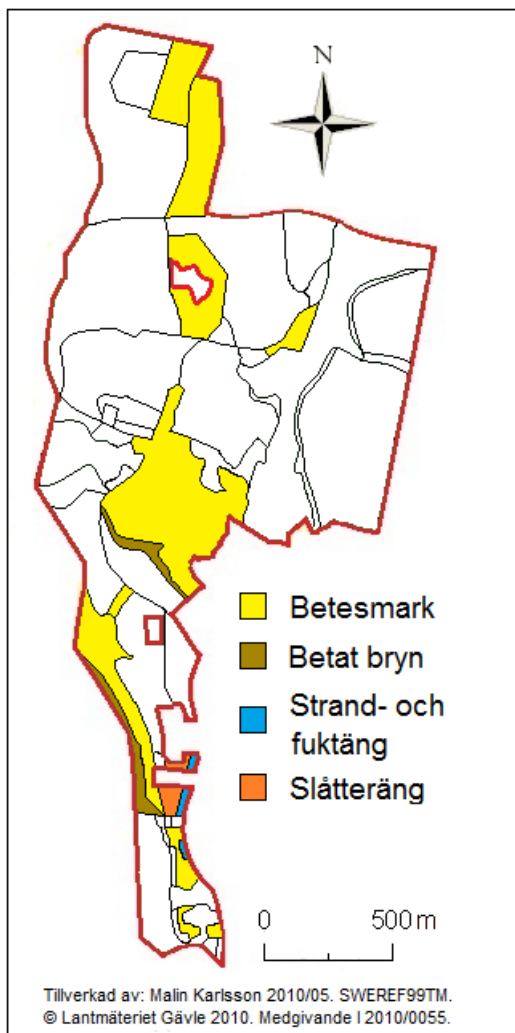 N
Betesmark
Betat bryn
Strand- och
fuktäng
Slåtteräng
0 500 m
Tillverkad av: Malin Karlsson 2010/05. SWEREF99TM.
© Lantmäteriet Gävle 2010. Medgivande I 2010/0055.